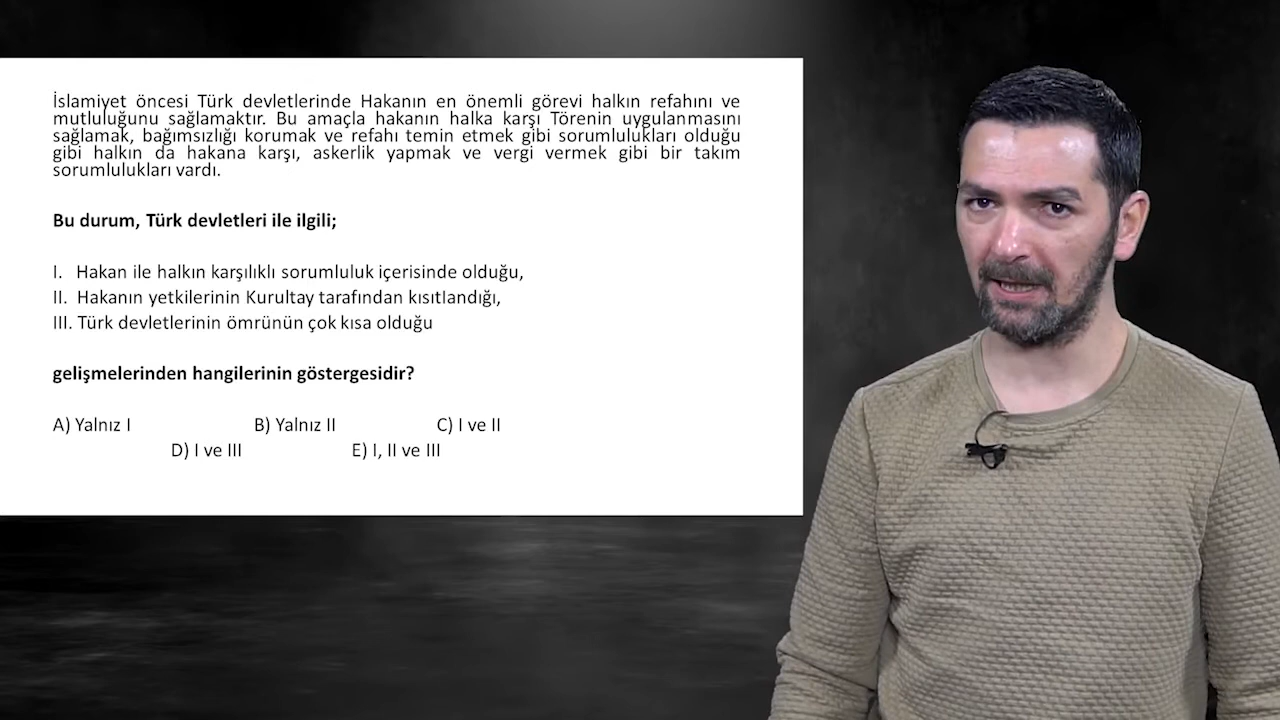 İslamiyet öncesi Türk devletlerinde Hakanın en önemli görevi halkın refahını ve
mutluluğunu sağlamaktır. Bu amaçla hakanın halka karşı Törenin uygulanmasını
sağlamak, bağımsızlığı korumak ve refahı temin etmek gibi sorumlulukları olduğu
gibi halkın da hakana karşı, askerlik yapmak ve vergi vermek gibi bir takım
sorumlulukları vardı.
Bu durum, Türk devletleri ile ilgili;
I. Hakan ile halkın karşılıklı sorumluluk içerisinde olduğu,
II. Hakanın yetkilerinin Kurultay tarafından kısıtlandığı,
III. Türk devletlerinin ömrünün çok kısa olduğu
gelişmelerinden hangilerinin göstergesidir?
A) Yalnız I B) Yalnız II C) I ve II
D) I ve III E) I, II ve III